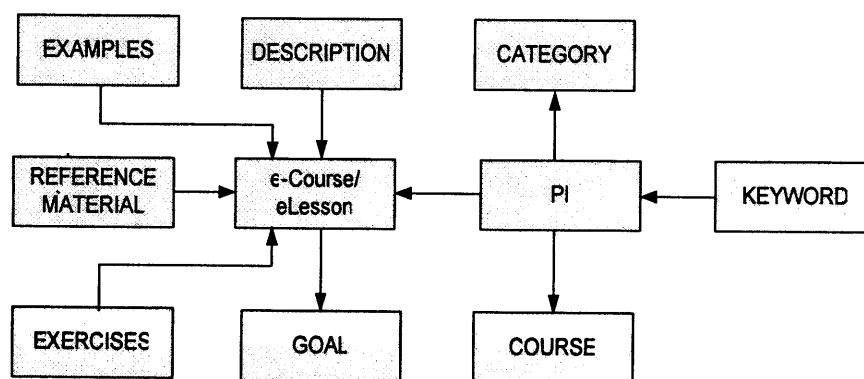 EXAMPLES
DESCRIPTION
CATEGORY
REFERENCE
MATERIAL
e-Course/
eLesson
PI
KEYWORD
EXERCISES
GOAL
COURSE